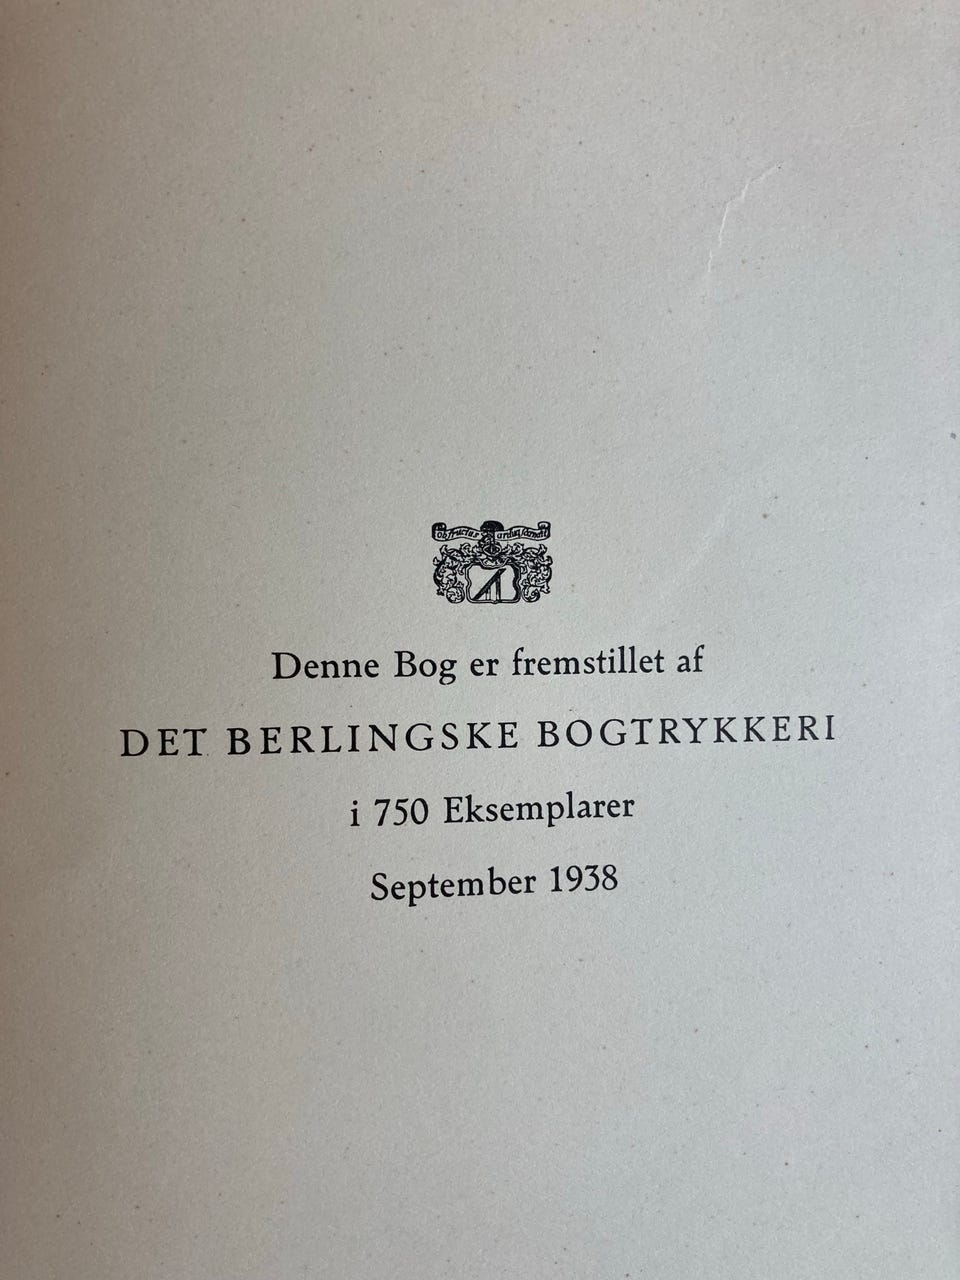 Denne Bog er fremstillet af
DET BERLINGSKE BOGTRYKKERI
i 750 Eksemplarer
September 1938